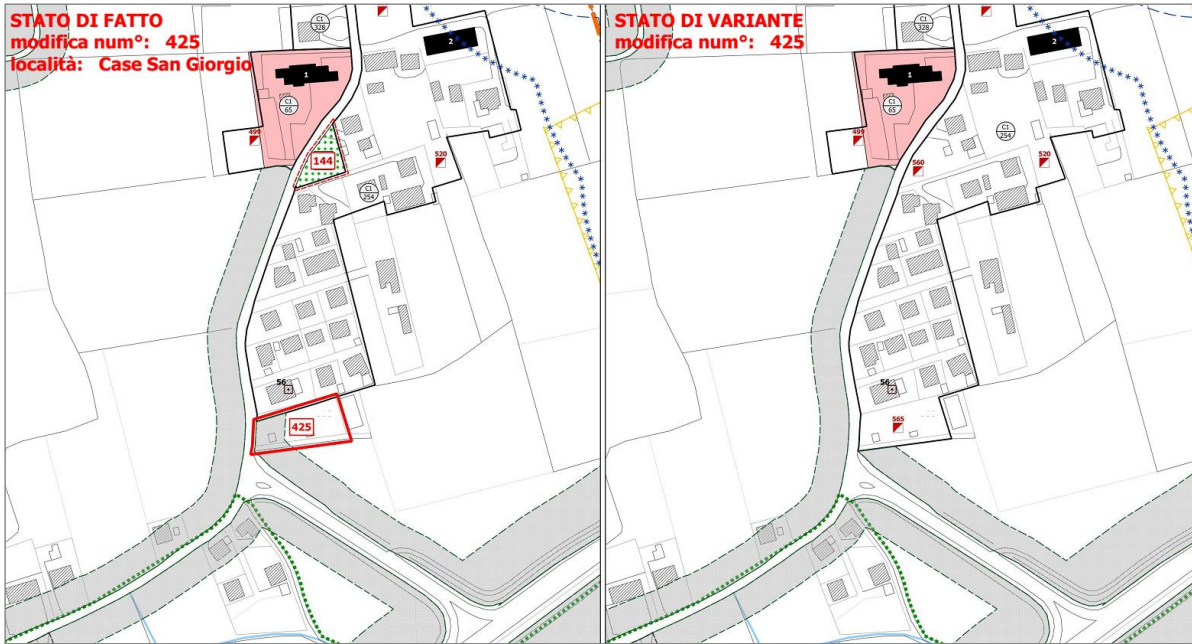 STATO DI FATTO
modifica num°: 425
località: Case San Giorgio
C1
328
2
1
C1
65
499
144
520
C1
254
56
425
STATO DI VARIANTE
modifica num°: 425
C1
328
2
1
C1
65
499
C1
254
560
520
56
565